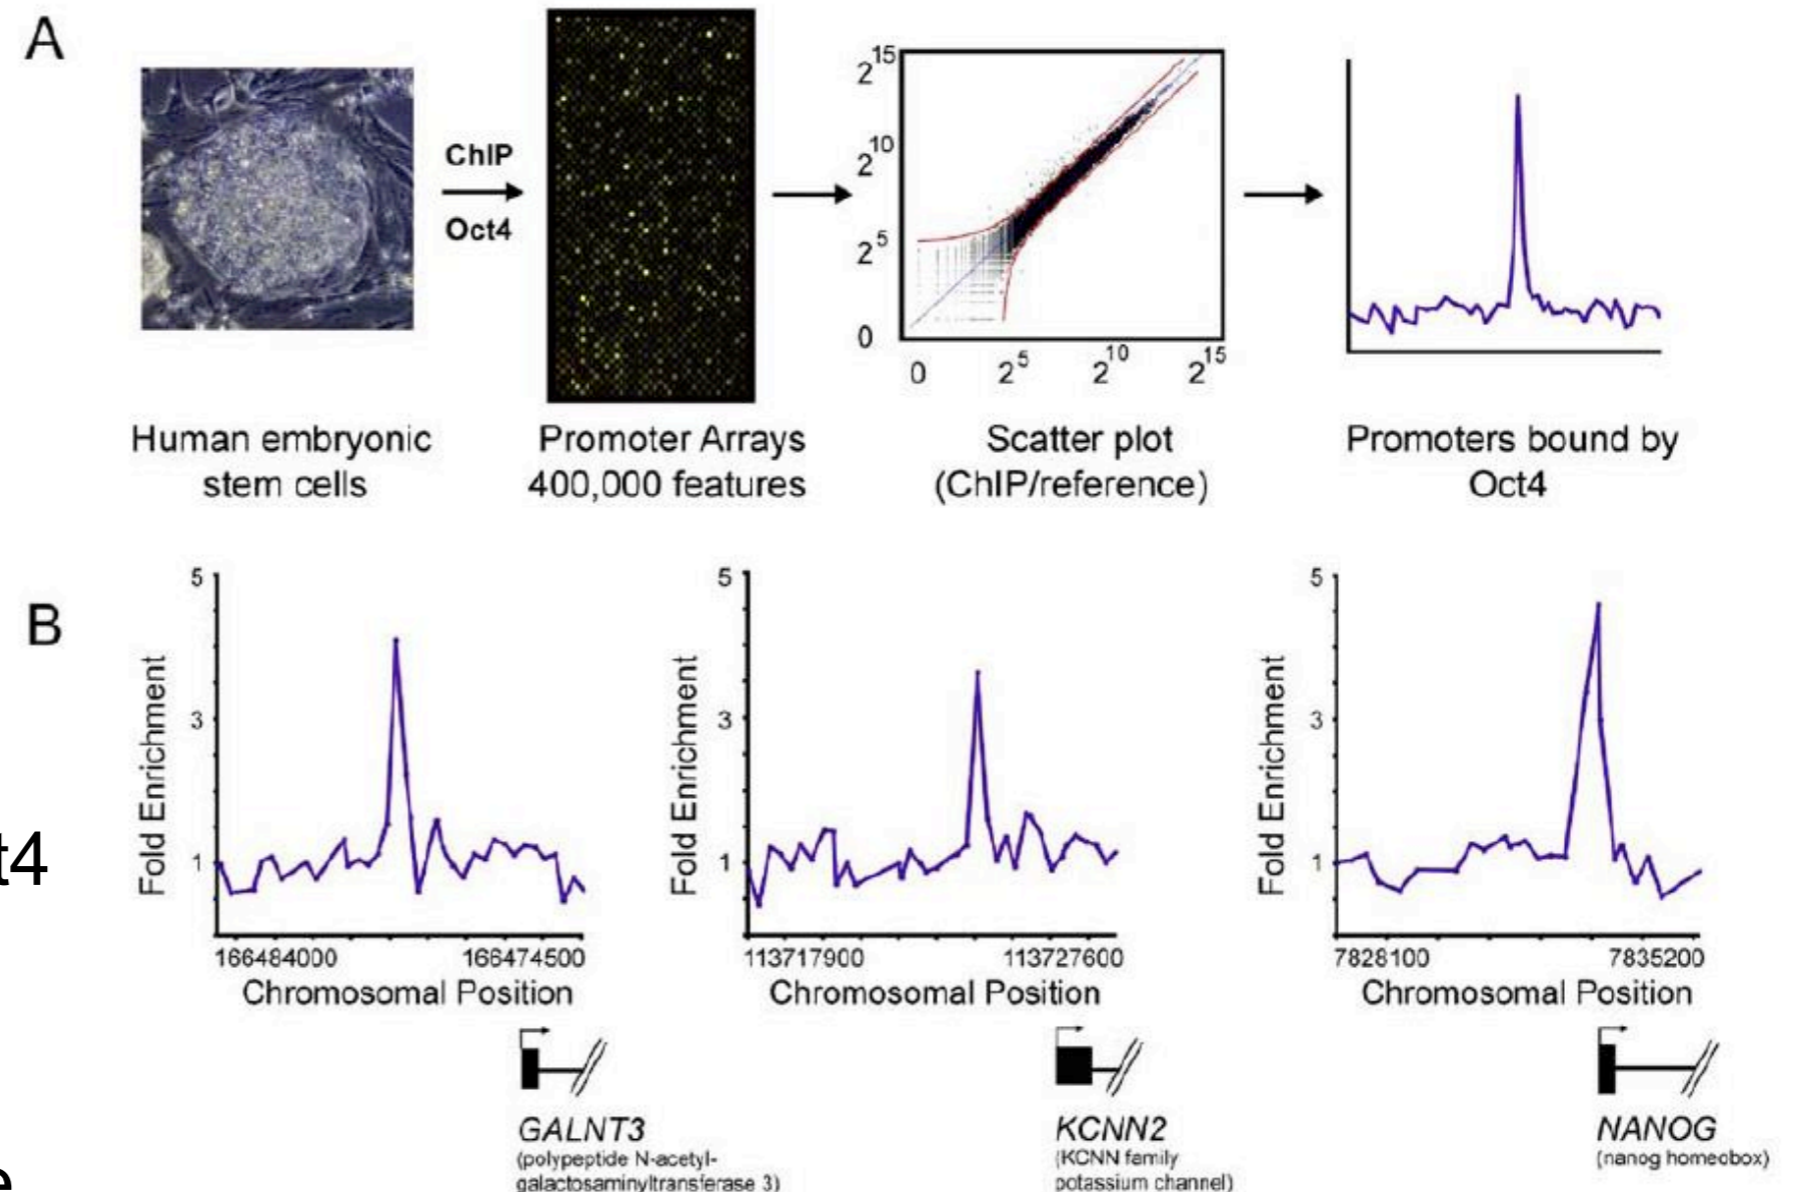 A
ChIP
Oct4
2^15
2^10
2^5
0
0
2^5
2^10
2^15
Human embryonic
stem cells
Promoter Arrays
400,000 features
Scatter plot
(ChIP/reference)
Promoters bound by
Oct4
B
t4
e
5
3
1
Fold Enrichment
166484000
166474500
Chromosomal Position
5
3
1
Fold Enrichment
113717900
113727600
Chromosomal Position
5
3
1
Fold Enrichment
7828100
7835200
Chromosomal Position
GALNT3
(polypeptide N-acetyl-
galactosaminyltransferase 3)
KCNN2
(KCNN family
potassium channel)
NANOG
(nanog homeobox)